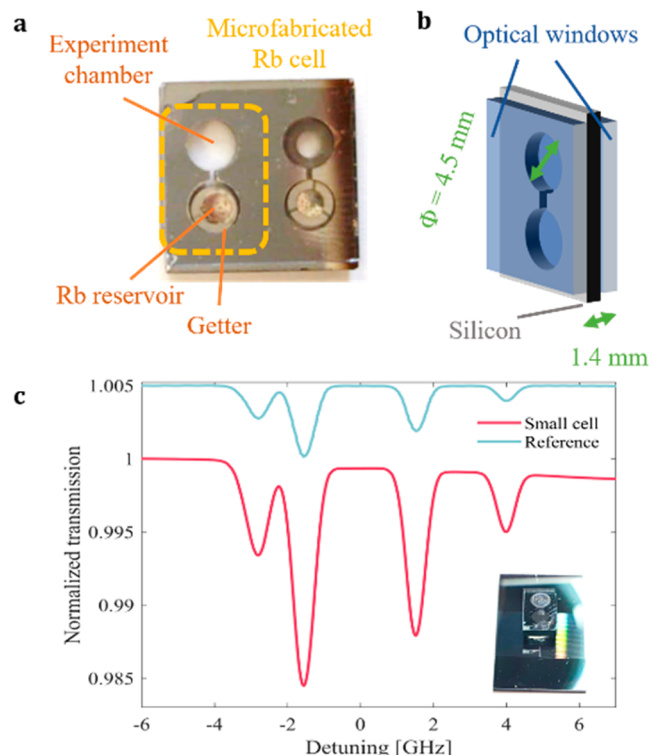 a
Experiment
chamber
Microfabricated
Rb cell
Rb reservoir
Getter
b
Optical windows
Φ = 4.5 mm
Silicon
1.4 mm
c
1.005
1
0.995
0.99
0.985
Normalized transmission
Small cell
Reference
-6
-4
-2
0
2
4
6
Detuning [GHz]